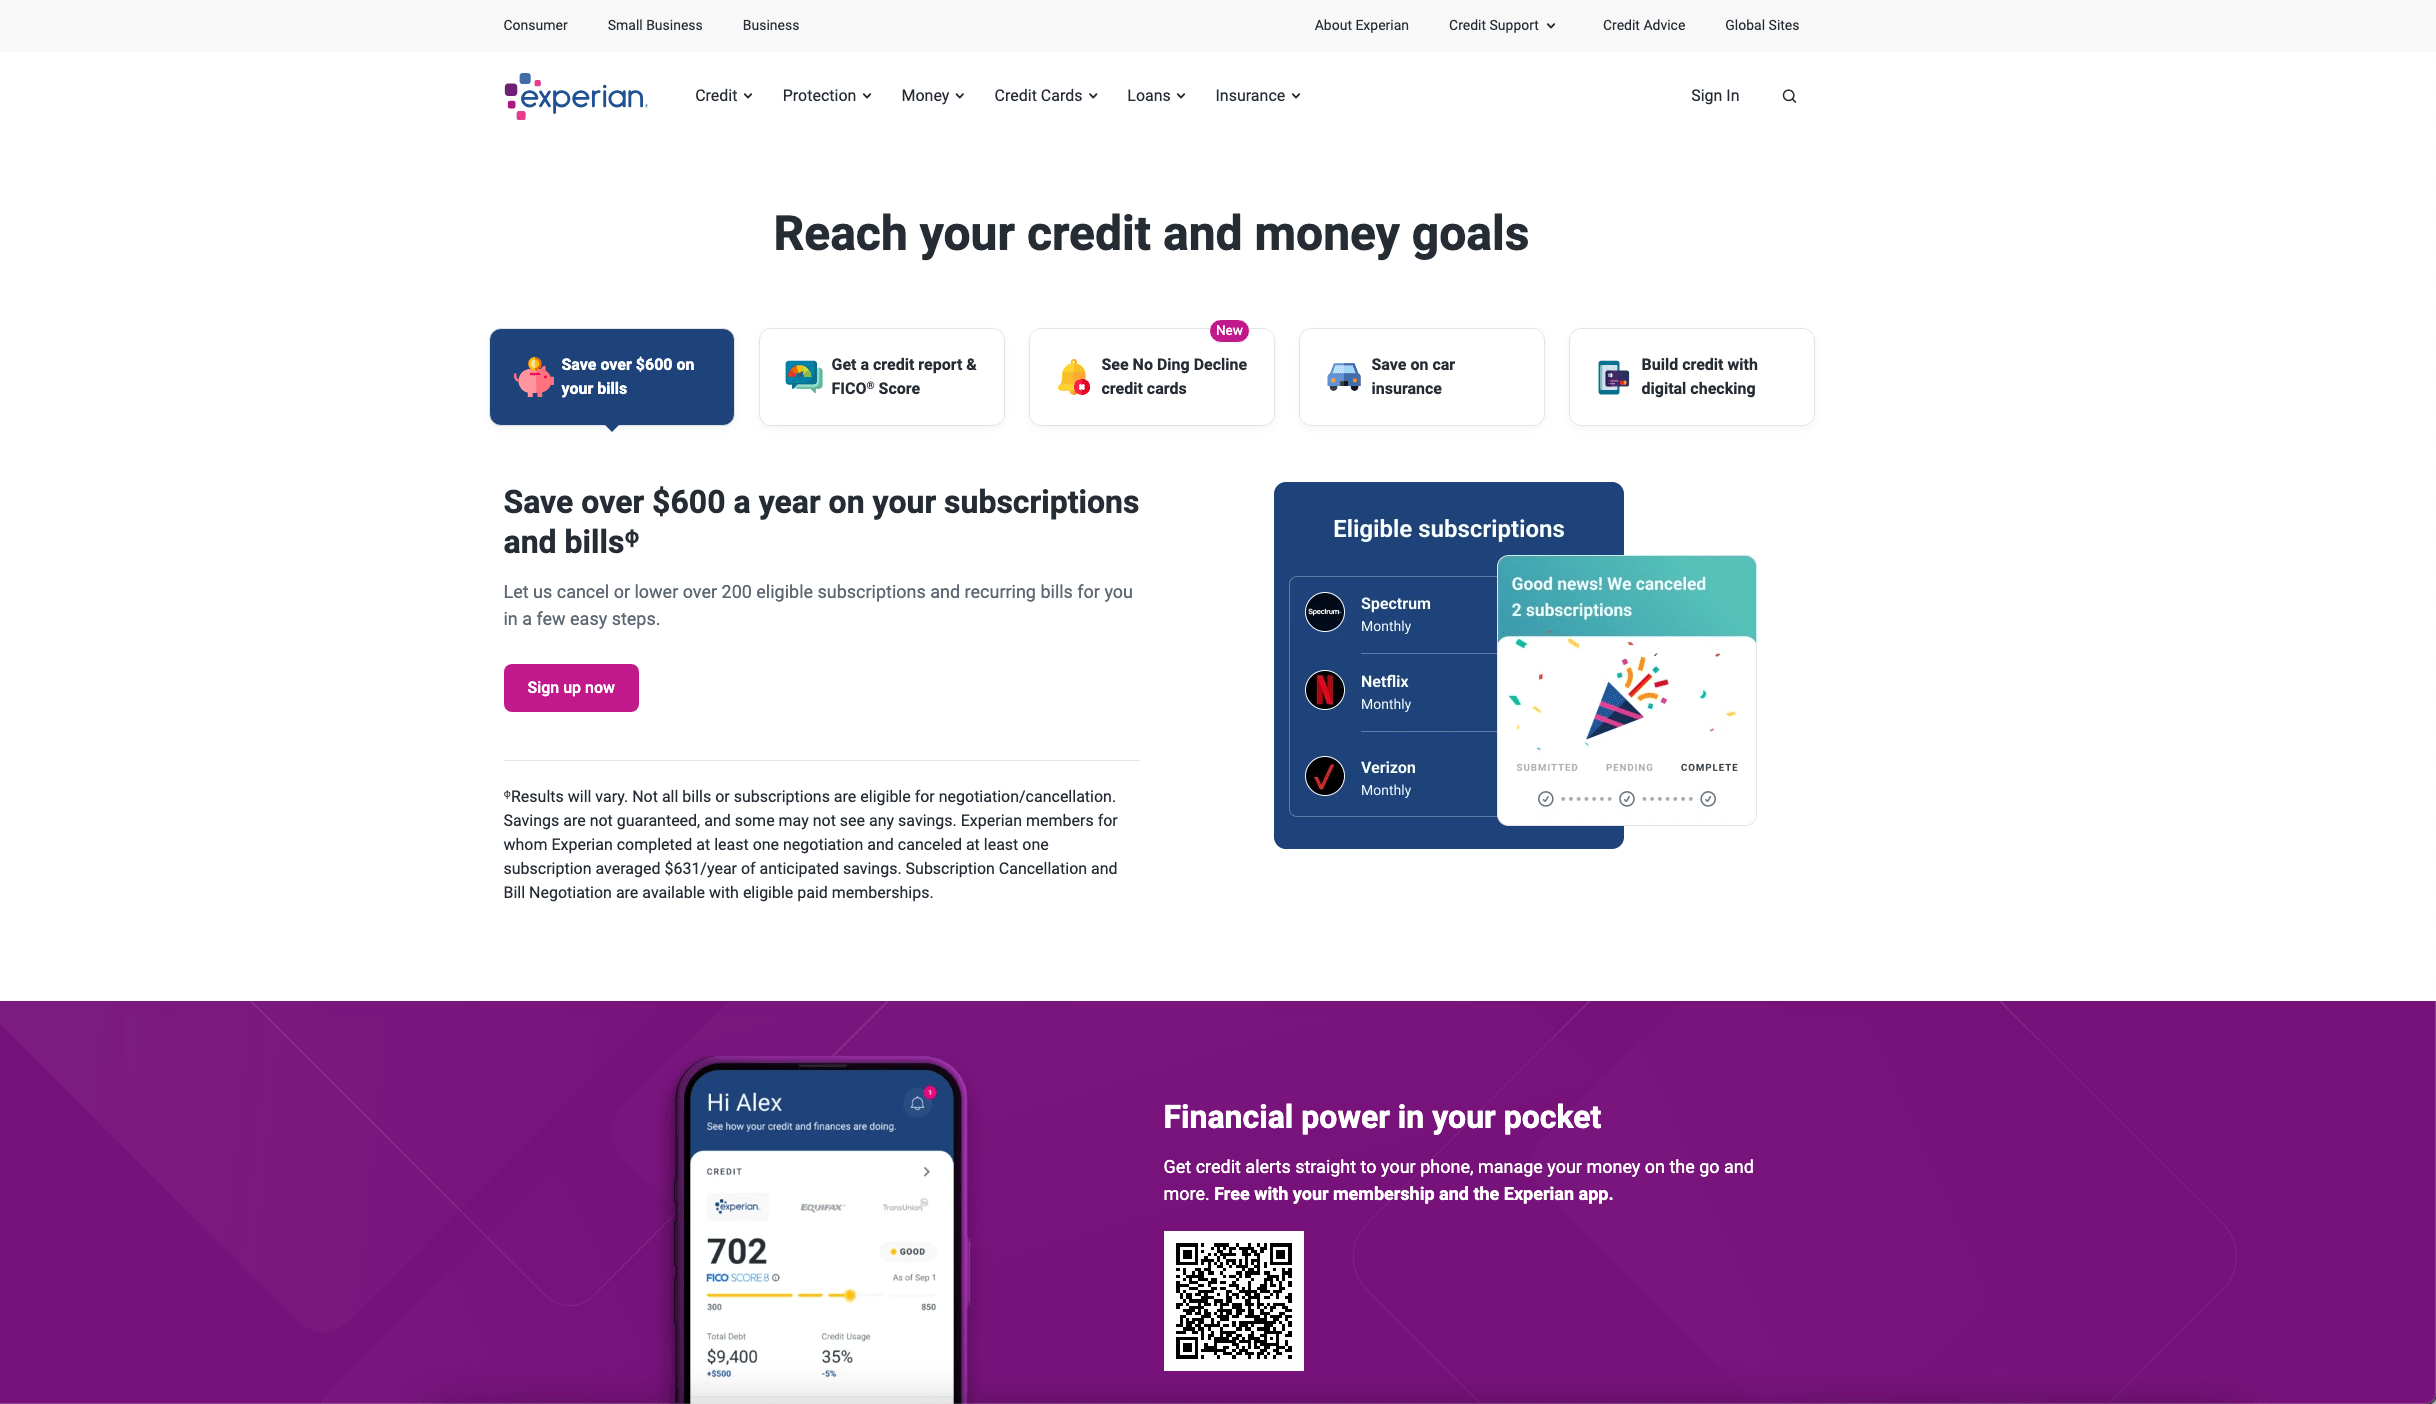 Consumer Small Business Business About Experian Credit Support Credit Advice Global Sites
experian. Credit Protection Money Credit Cards Loans Insurance Sign In
Reach your credit and money goals
Save over $600 on
your bills
Get a credit report &
FICO® Score
New
See No Ding Decline
credit cards
Save on car
insurance
Build credit with
digital checking
Save over $600 a year on your subscriptions
and billsᶲ
Let us cancel or lower over 200 eligible subscriptions and recurring bills for you
in a few easy steps.
Sign up now
ᶲResults will vary. Not all bills or subscriptions are eligible for negotiation/cancellation.
Savings are not guaranteed, and some may not see any savings. Experian members for
whom Experian completed at least one negotiation and canceled at least one
subscription averaged $631/year of anticipated savings. Subscription Cancellation and
Bill Negotiation are available with eligible paid memberships.
Eligible subscriptions
Spectrum
Spectrum
Monthly
N
Netflix
Monthly
Verizon
Monthly
Good news! We canceled
2 subscriptions
SUBMITTED PENDING COMPLETE
Hi Alex
1
See how your credit and finances are doing.
CREDIT
experian. EQUIFAX TransUnion
702
GOOD
FICO SCORE 8
As of Sep 1
300 850
Total Debt Credit Usage
$9,400 35%
+$500 -5%
Financial power in your pocket
Get credit alerts straight to your phone, manage your money on the go and
more. Free with your membership and the Experian app.